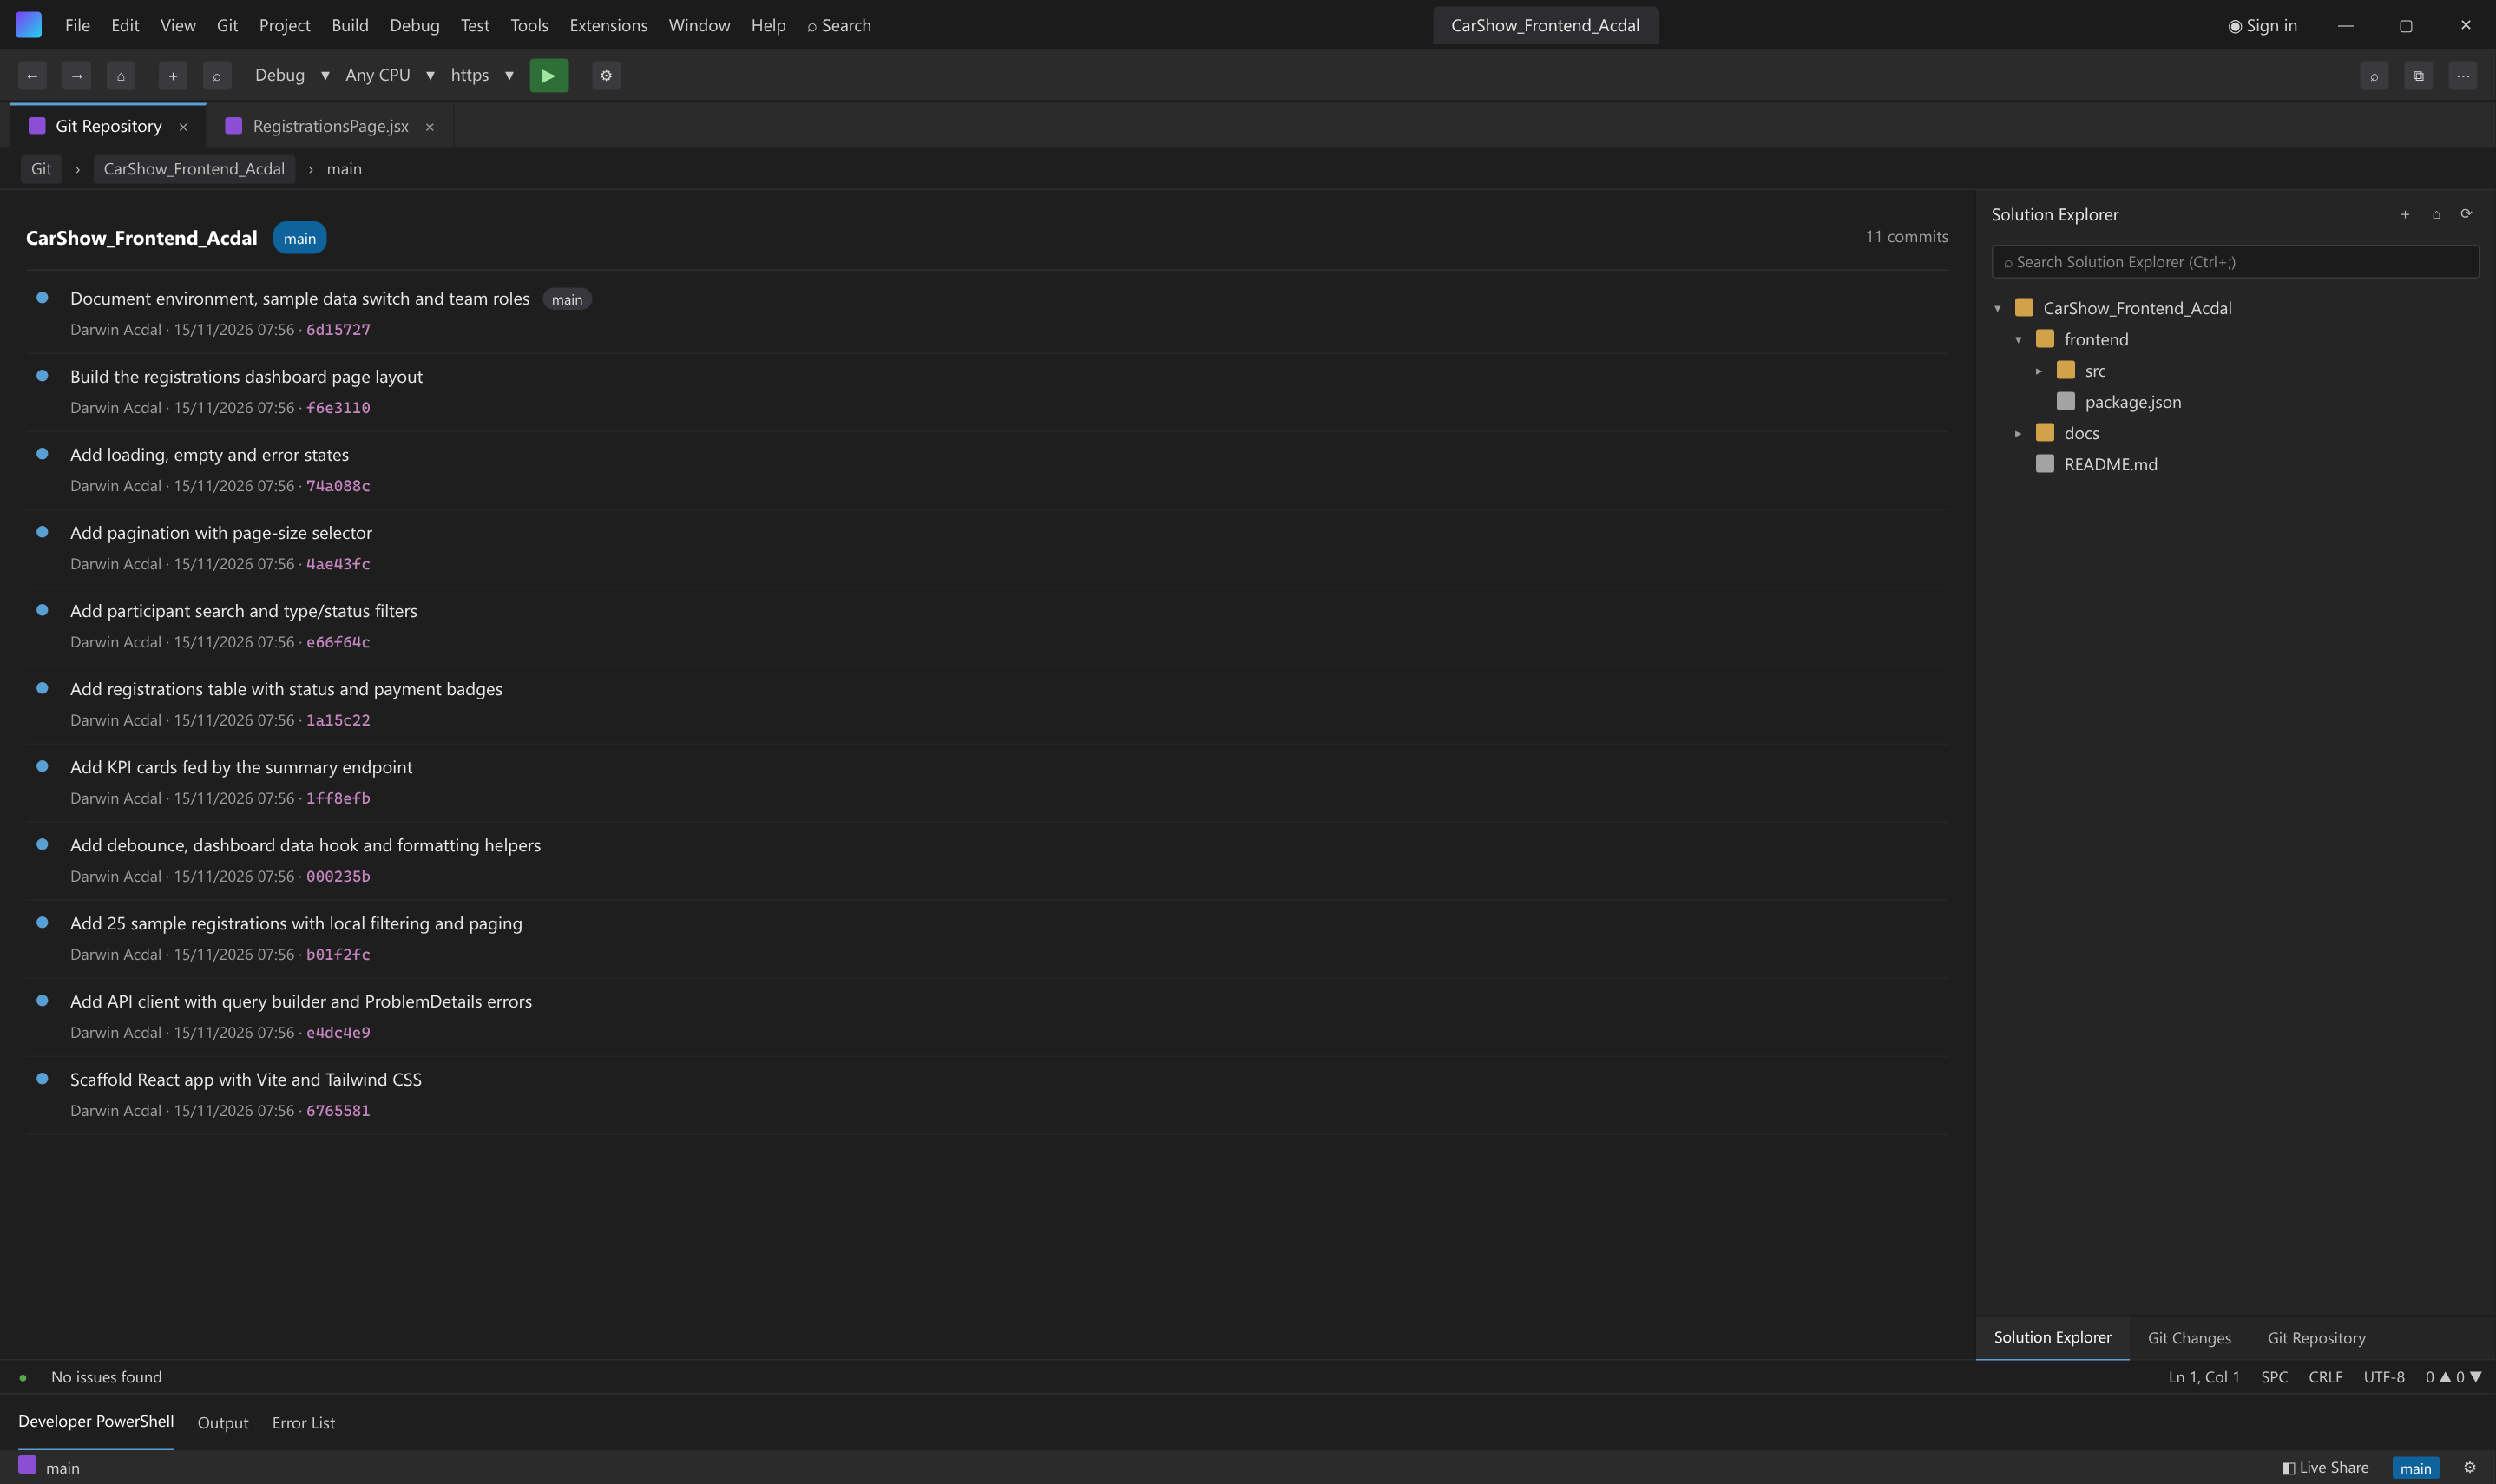 File Edit View Git Project Build Debug Test Tools Extensions Window Help ⌕ Search CarShow_Frontend_Acdal ◉ Sign in — ▢ ✕
← → ⌂ + ⌕ Debug ▾ Any CPU ▾ https ▾ ▶ ⚙ ⌕ ⧉ ⋯
Git Repository × RegistrationsPage.jsx ×
Git › CarShow_Frontend_Acdal › main
CarShow_Frontend_Acdal main 11 commits
Document environment, sample data switch and team roles main
Darwin Acdal · 15/11/2026 07:56 · 6d15727
Build the registrations dashboard page layout
Darwin Acdal · 15/11/2026 07:56 · f6e3110
Add loading, empty and error states
Darwin Acdal · 15/11/2026 07:56 · 74a088c
Add pagination with page-size selector
Darwin Acdal · 15/11/2026 07:56 · 4ae43fc
Add participant search and type/status filters
Darwin Acdal · 15/11/2026 07:56 · e66f64c
Add registrations table with status and payment badges
Darwin Acdal · 15/11/2026 07:56 · 1a15c22
Add KPI cards fed by the summary endpoint
Darwin Acdal · 15/11/2026 07:56 · 1ff8efb
Add debounce, dashboard data hook and formatting helpers
Darwin Acdal · 15/11/2026 07:56 · 000235b
Add 25 sample registrations with local filtering and paging
Darwin Acdal · 15/11/2026 07:56 · b01f2fc
Add API client with query builder and ProblemDetails errors
Darwin Acdal · 15/11/2026 07:56 · e4dc4e9
Scaffold React app with Vite and Tailwind CSS
Darwin Acdal · 15/11/2026 07:56 · 6765581
Solution Explorer + ⌂ ⟳
⌕ Search Solution Explorer (Ctrl+;)
▾ CarShow_Frontend_Acdal
▾ frontend
▸ src
package.json
▸ docs
README.md
Solution Explorer Git Changes Git Repository
● No issues found Ln 1, Col 1 SPC CRLF UTF-8 0 ▲ 0 ▼
Developer PowerShell Output Error List
main ◧ Live Share main ⚙